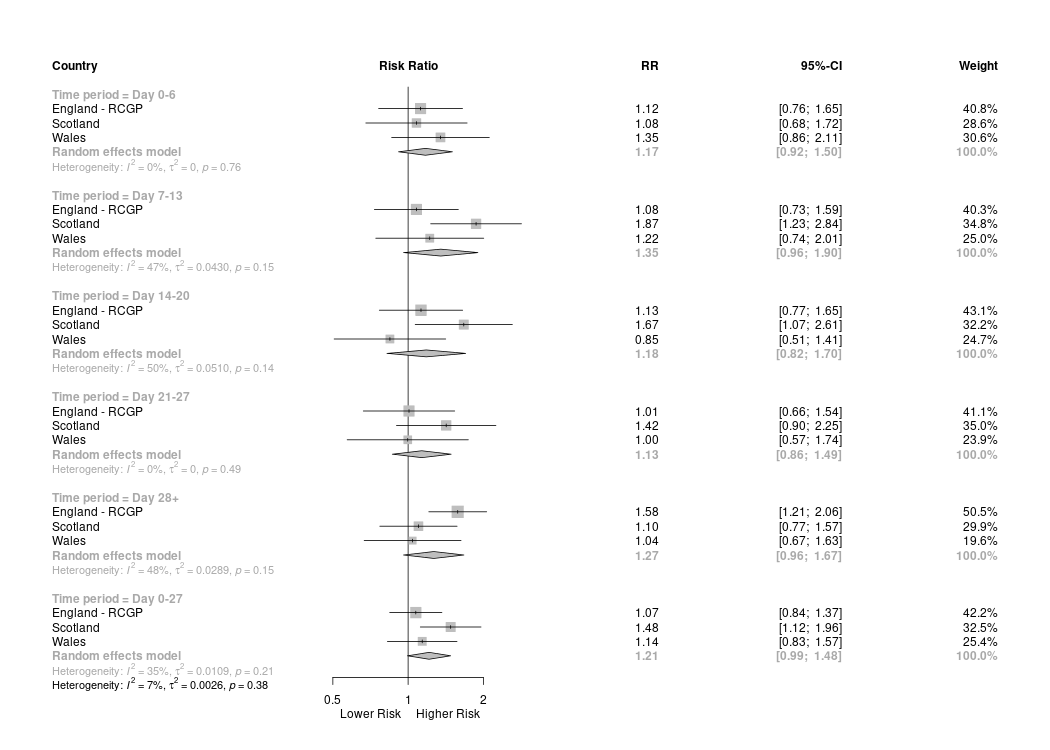 Country Risk Ratio RR 95%-CI Weight
Time period = Day 0-6
England - RCGP 1.12 [0.76; 1.65] 40.8%
Scotland 1.08 [0.68; 1.72] 28.6%
Wales 1.35 [0.86; 2.11] 30.6%
Random effects model 1.17 [0.92; 1.50] 100.0%
Heterogeneity: I² = 0%, τ² = 0, p = 0.76
Time period = Day 7-13
England - RCGP 1.08 [0.73; 1.59] 40.3%
Scotland 1.87 [1.23; 2.84] 34.8%
Wales 1.22 [0.74; 2.01] 25.0%
Random effects model 1.35 [0.96; 1.90] 100.0%
Heterogeneity: I² = 47%, τ² = 0.0430, p = 0.15
Time period = Day 14-20
England - RCGP 1.13 [0.77; 1.65] 43.1%
Scotland 1.67 [1.07; 2.61] 32.2%
Wales 0.85 [0.51; 1.41] 24.7%
Random effects model 1.18 [0.82; 1.70] 100.0%
Heterogeneity: I² = 50%, τ² = 0.0510, p = 0.14
Time period = Day 21-27
England - RCGP 1.01 [0.66; 1.54] 41.1%
Scotland 1.42 [0.90; 2.25] 35.0%
Wales 1.00 [0.57; 1.74] 23.9%
Random effects model 1.13 [0.86; 1.49] 100.0%
Heterogeneity: I² = 0%, τ² = 0, p = 0.49
Time period = Day 28+
England - RCGP 1.58 [1.21; 2.06] 50.5%
Scotland 1.10 [0.77; 1.57] 29.9%
Wales 1.04 [0.67; 1.63] 19.6%
Random effects model 1.27 [0.96; 1.67] 100.0%
Heterogeneity: I² = 48%, τ² = 0.0289, p = 0.15
Time period = Day 0-27
England - RCGP 1.07 [0.84; 1.37] 42.2%
Scotland 1.48 [1.12; 1.96] 32.5%
Wales 1.14 [0.83; 1.57] 25.4%
Random effects model 1.21 [0.99; 1.48] 100.0%
Heterogeneity: I² = 35%, τ² = 0.0109, p = 0.21
Heterogeneity: I² = 7%, τ² = 0.0026, p = 0.38
0.5 1 2
Lower Risk Higher Risk